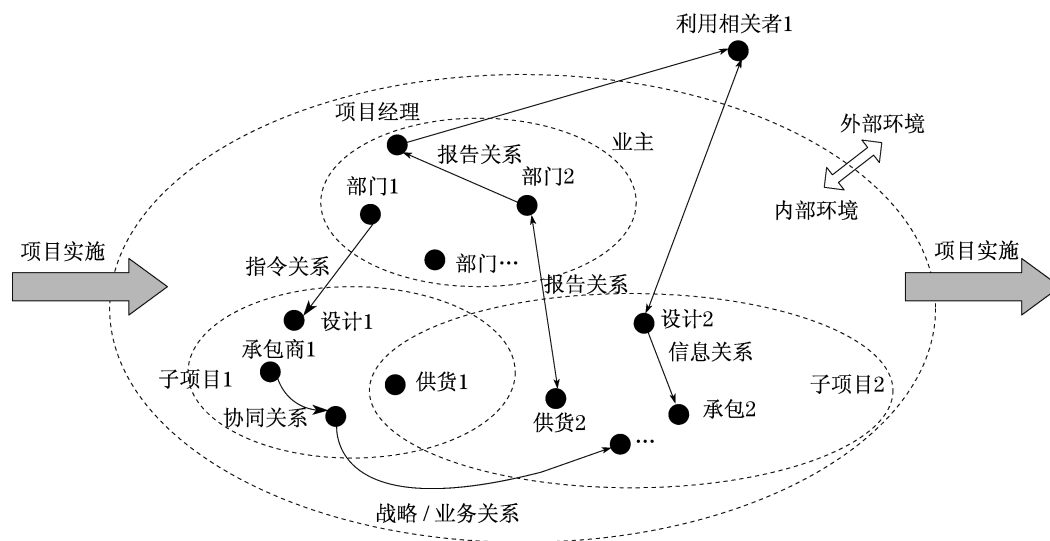 利用相关者1
项目经理
业主
外部环境
报告关系
部门1
部门2
内部环境
项目实施
项目实施
指令关系
部门…
报告关系
设计1
设计2
承包商1
信息关系
子项目1
供货1
子项目2
协同关系
供货2
承包2
…
战略 / 业务关系